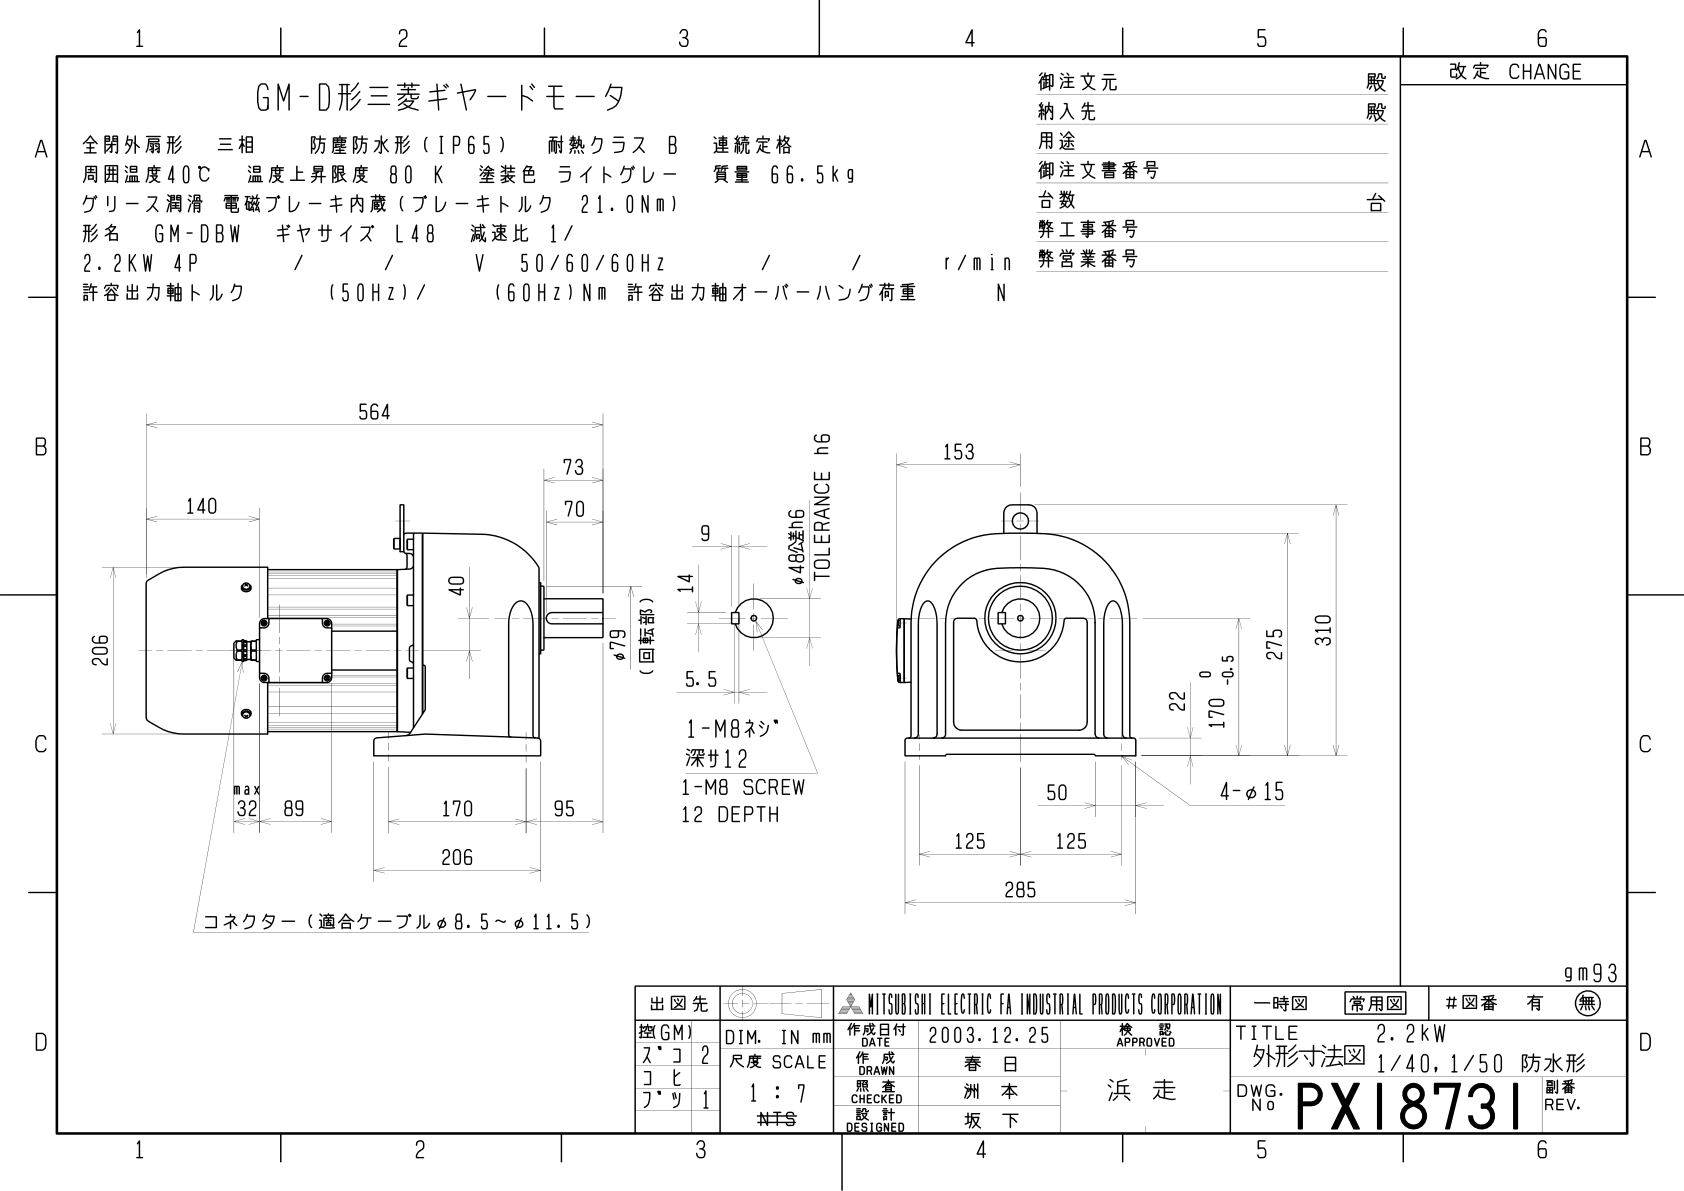 1 2 3 4 5 6
改定 CHANGE
GM-D形三菱ギヤードモータ
全閉外扇形 三相 防塵防水形(IP65) 耐熱クラス B 連続定格
周囲温度40℃ 温度上昇限度 80 K 塗装色 ライトグレー 質量 66.5kg
グリース潤滑 電磁ブレーキ内蔵(ブレーキトルク 21.0Nm)
形名 GM-DBW ギヤサイズ L48 減速比 1/
2.2KW 4P / / V 50/60/60Hz / / r/min
許容出力軸トルク (50Hz)/ (60Hz)Nm 許容出力軸オーバーハング荷重 N
御注文元 殿
納入先 殿
用途
御注文書番号
台数 台
弊工事番号
弊営業番号
A A
B B
C C
D D
564
73
140
70
40
206
φ79
(回転部)
max
32 89
170 95
206
コネクター(適合ケーブルφ8.5~φ11.5)
9
14
5.5
φ48公差h6
TOLERANCE h6
1-M8ネジ
深サ12
1-M8 SCREW
12 DEPTH
153
310
275
0
170 -0.5
22
50
4-φ15
125 125
285
gm93
出図先
控(GM)
ズコ 2
コヒ
ブツ 1
DIM. IN mm
尺度 SCALE
1 : 7
NTS
MITSUBISHI ELECTRIC FA INDUSTRIAL PRODUCTS CORPORATION
作成日付 DATE 2003.12.25
作成 DRAWN 春日
照査 CHECKED 洲本
設計 DESIGNED 坂下
検認 APPROVED
浜走
一時図 常用図 #図番 有 無
TITLE 2.2kW
外形寸法図 1/40,1/50 防水形
DWG. No PX18731
副番 REV.
1 2 3 4 5 6